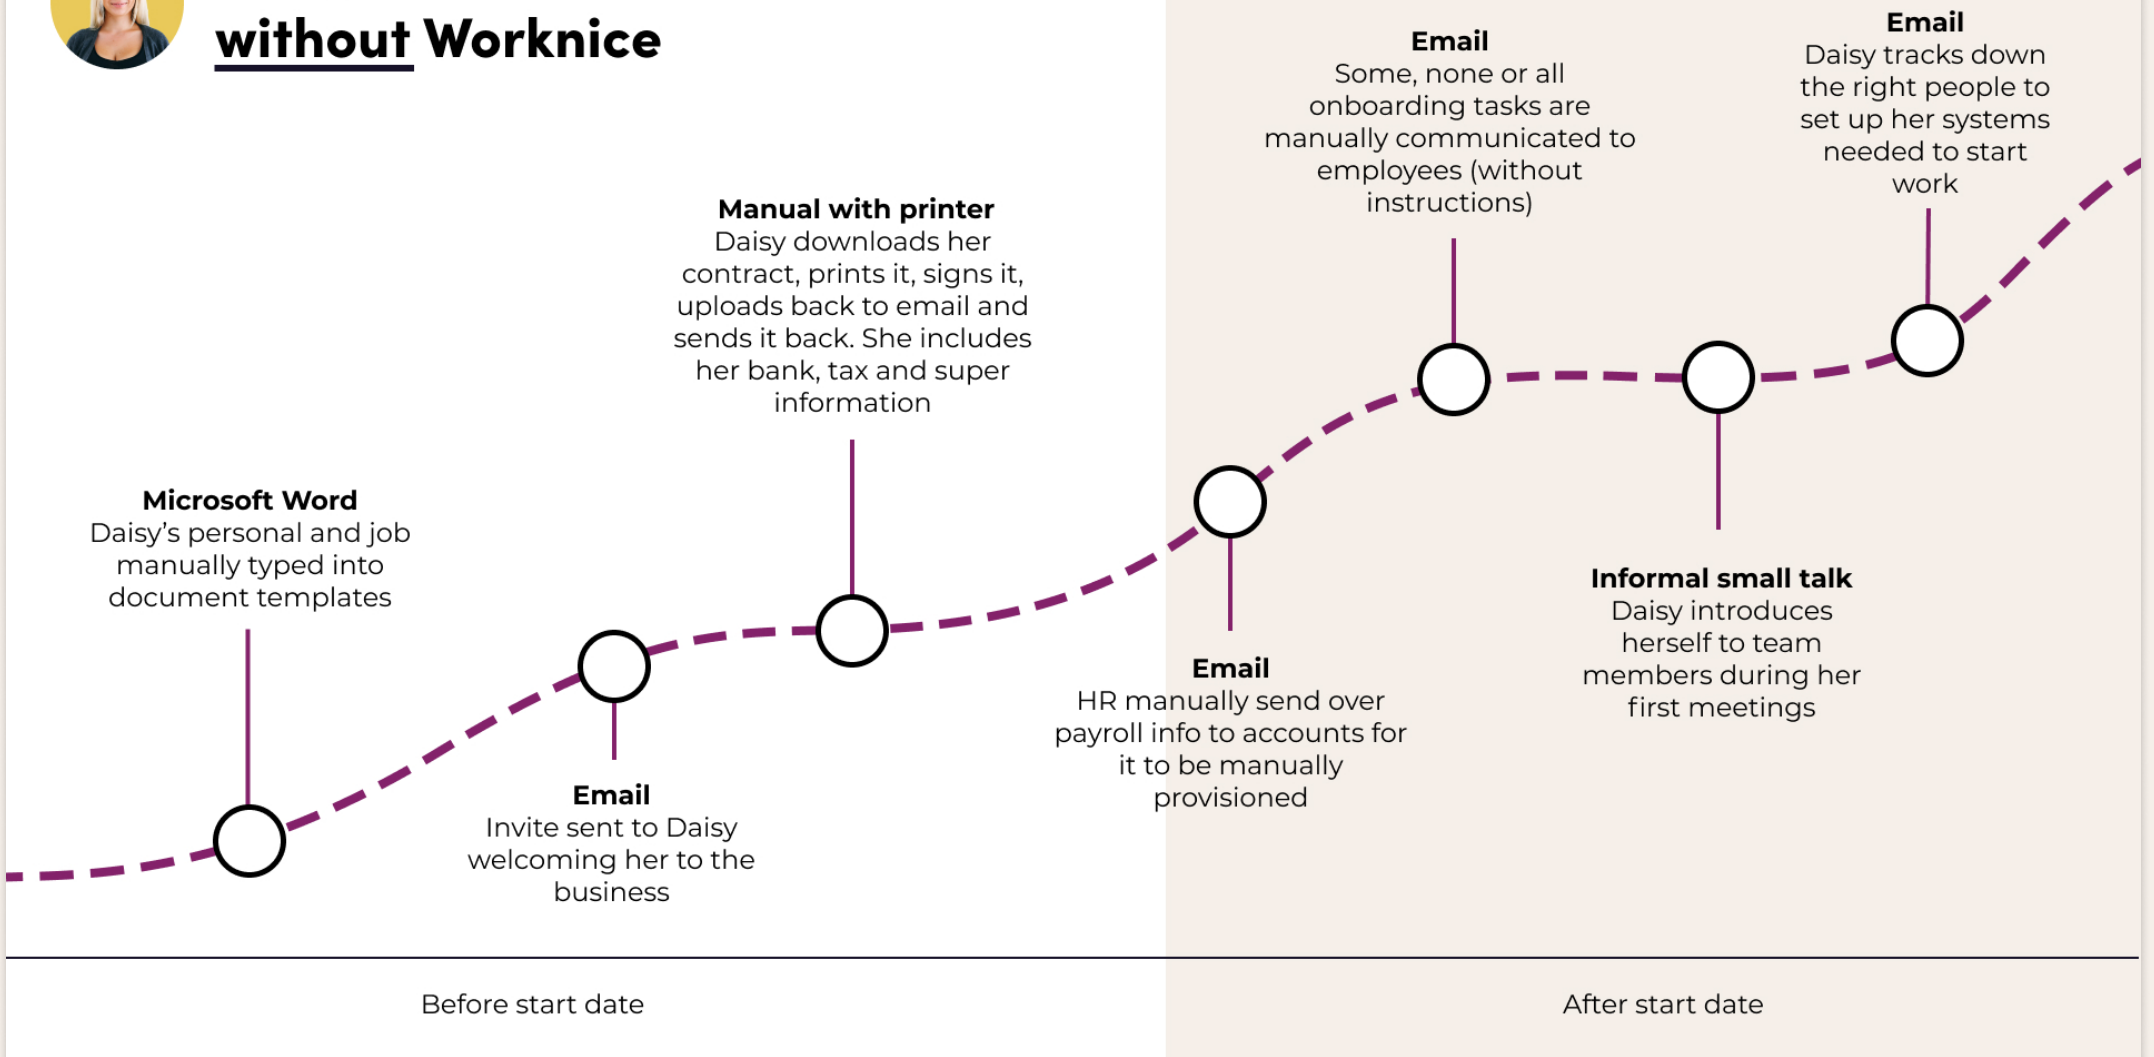 without Worknice
Microsoft Word
Daisy’s personal and job
manually typed into
document templates
Email
Invite sent to Daisy
welcoming her to the
business
Manual with printer
Daisy downloads her
contract, prints it, signs it,
uploads back to email and
sends it back. She includes
her bank, tax and super
information
Email
HR manually send over
payroll info to accounts for
it to be manually
provisioned
Email
Some, none or all
onboarding tasks are
manually communicated to
employees (without
instructions)
Informal small talk
Daisy introduces
herself to team
members during her
first meetings
Email
Daisy tracks down
the right people to
set up her systems
needed to start
work
Before start date
After start date